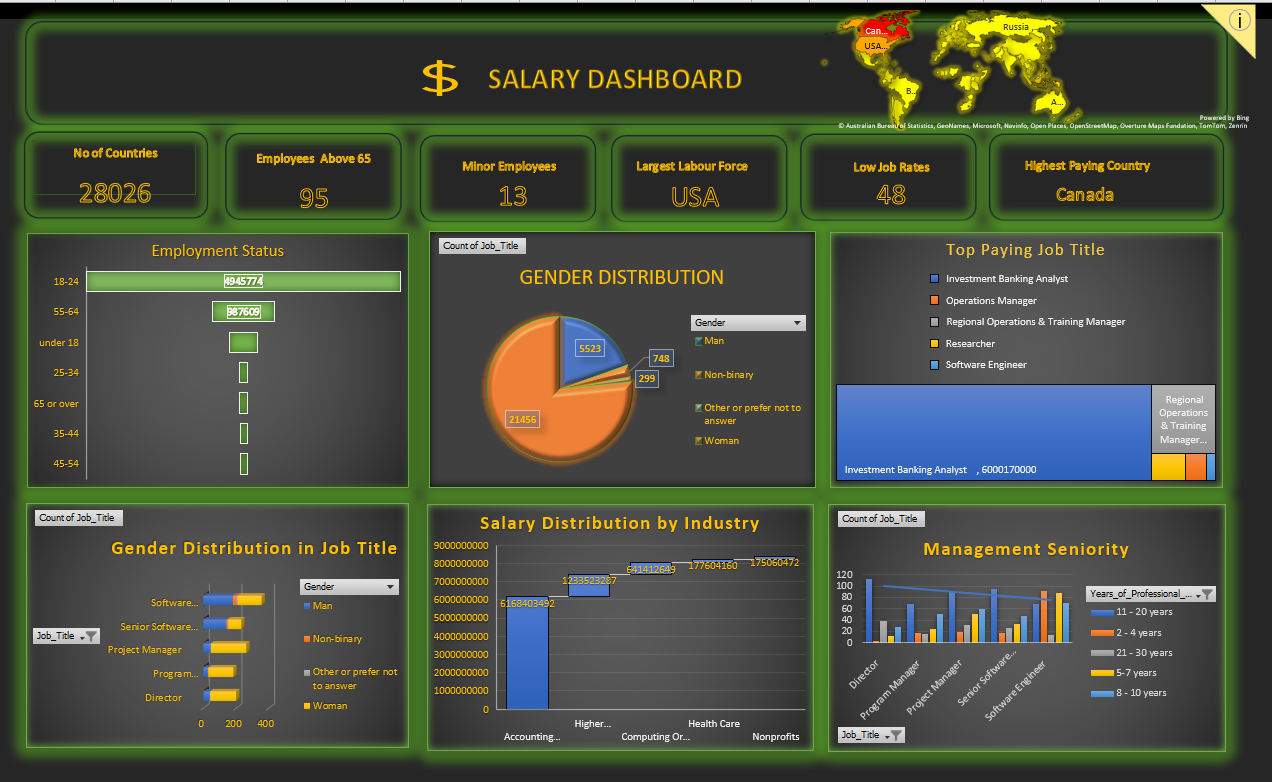 $ SALARY DASHBOARD
Can...
USA...
Russia
B..
A...
i
Powered by Bing
© Australian Bureau of Statistics, GeoNames, Microsoft, Navinfo, Open Places, OpenStreetMap, Overture Maps Fundation, TomTom, Zenrin
No of Countries
28026
Employees Above 65
95
Minor Employees
13
Largest Labour Force
USA
Low Job Rates
48
Highest Paying Country
Canada
Employment Status
18-24
4945774
55-64
987609
under 18
25-34
65 or over
35-44
45-54
Count of Job_Title
GENDER DISTRIBUTION
5523
748
299
21456
Gender
Man
Non-binary
Other or prefer not to
answer
Woman
Top Paying Job Title
Investment Banking Analyst
Operations Manager
Regional Operations & Training Manager
Researcher
Software Engineer
Investment Banking Analyst , 6000170000
Regional
Operations
& Training
Manager...
Count of Job_Title
Gender Distribution in Job Title
Job_Title
Software...
Senior Software...
Project Manager
Program...
Director
0 200 400
Gender
Man
Non-binary
Other or prefer not
to answer
Woman
Salary Distribution by Industry
9000000000
8000000000
7000000000
6000000000
5000000000
4000000000
3000000000
2000000000
1000000000
0
6168403492
1233523287
641412649
177604160
175060472
Accounting...
Higher...
Computing Or...
Health Care
Nonprofits
Count of Job_Title
Management Seniority
120
100
80
60
40
20
0
Director
Program Manager
Project Manager
Senior Software...
Software Engineer
Years_of_Professional_...
11 - 20 years
2 - 4 years
21 - 30 years
5-7 years
8 - 10 years
Job_Title